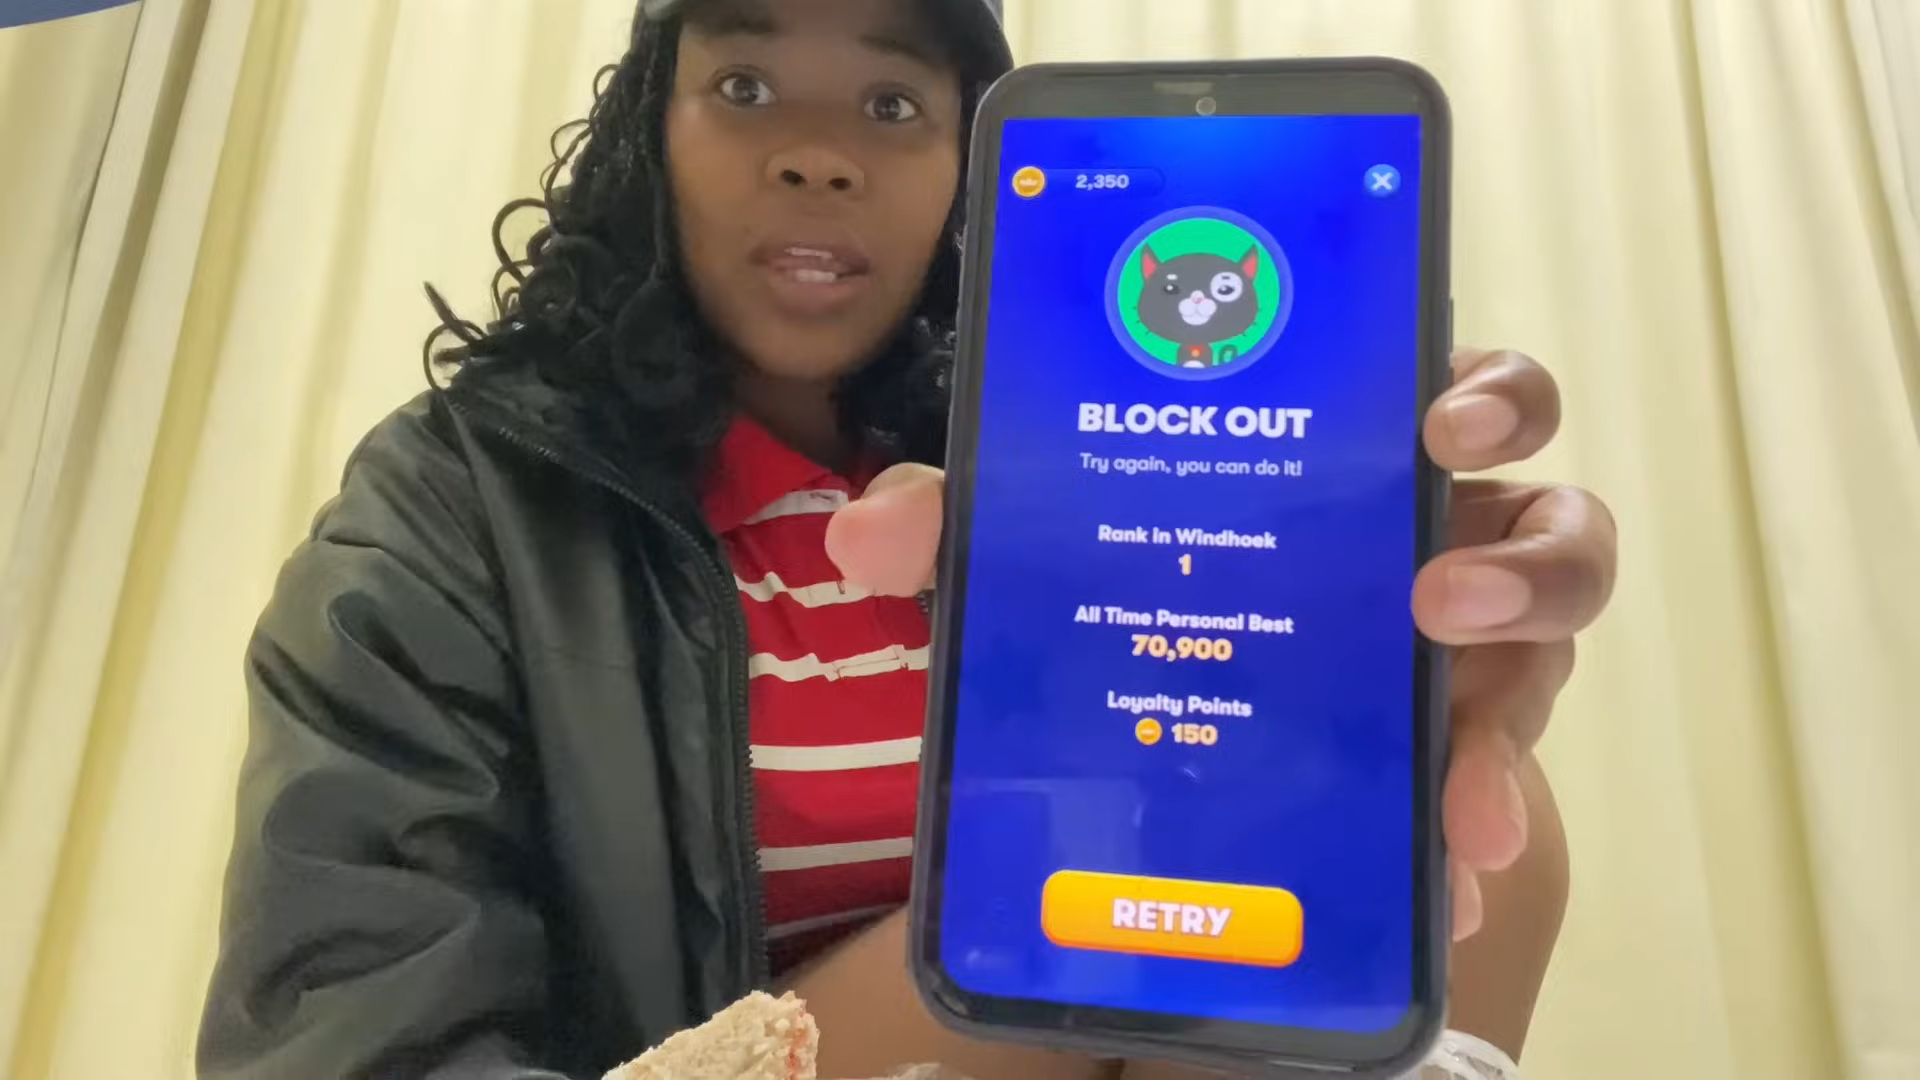 2,350
BLOCK OUT
Try again, you can do it!
Rank in Windhoek
1
All Time Personal Best
70,900
Loyalty Points
150
RETRY